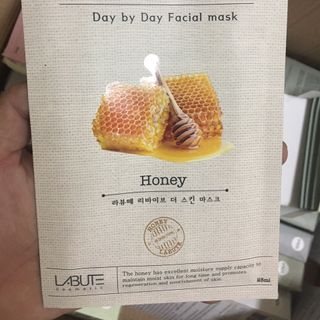 Day by Day Facial mask
Honey
라뷰떼 리바이브 더 스킨 마스크
HONEY
LABUTE
LABUTE
cosmetic
The honey has excellent moisture supply capacity to
maintain moist skin for long time and promotes
regeneration and nourishment of skin.